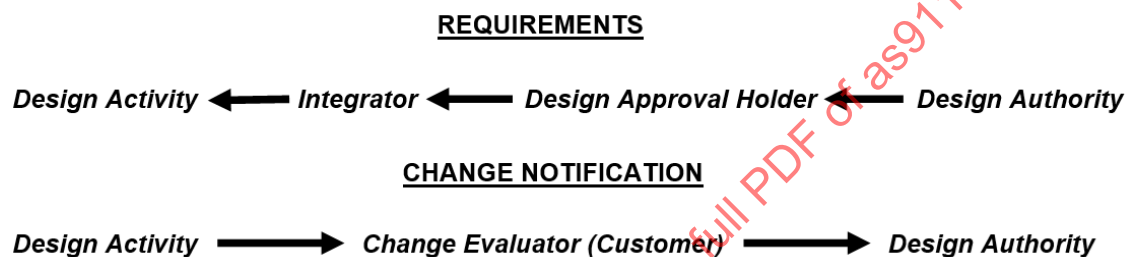 REQUIREMENTS
Design Activity Integrator Design Approval Holder Design Authority
CHANGE NOTIFICATION
Design Activity Change Evaluator (Customer) Design Authority
full PDF of as911